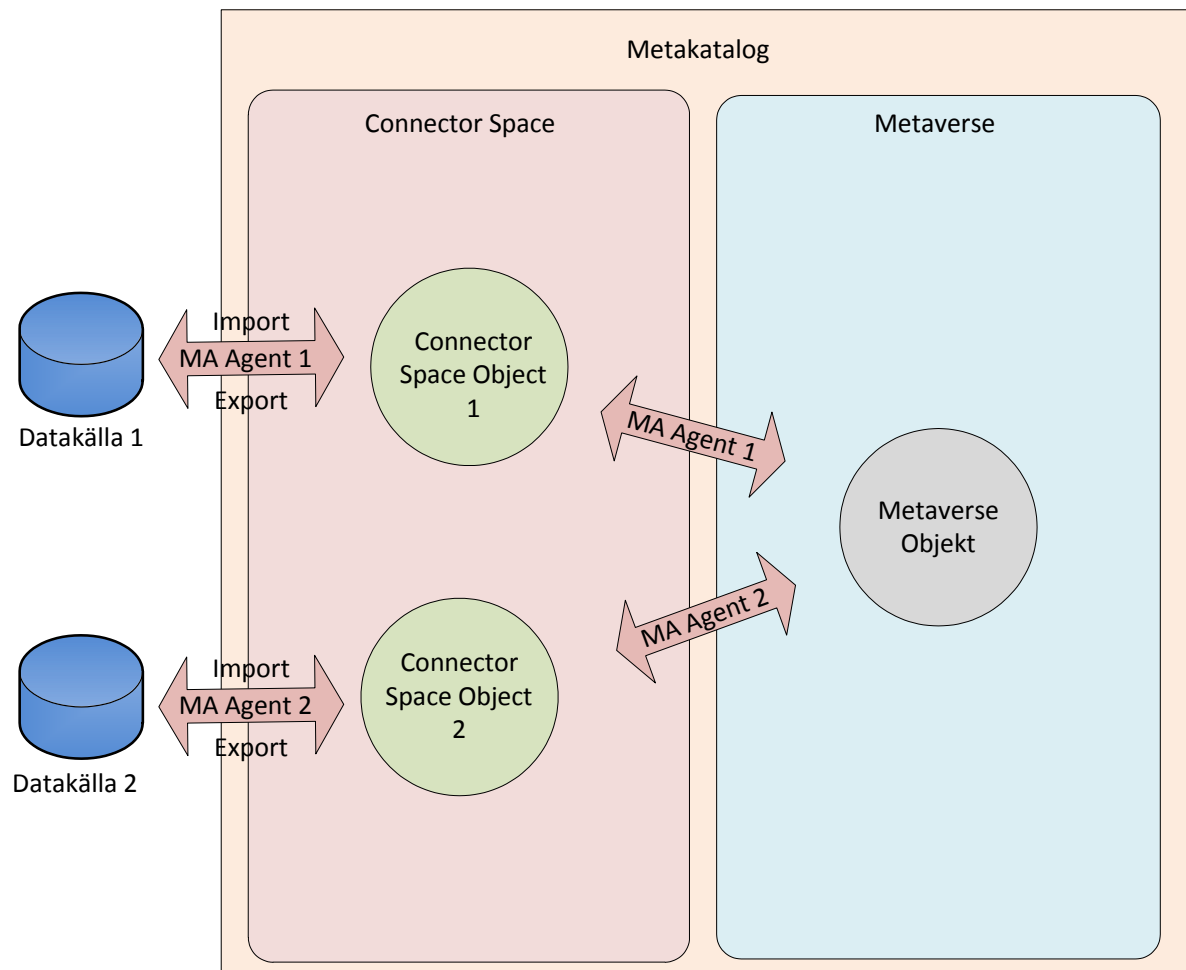 Metakatalog
Connector Space
Metaverse
Import
MA Agent 1
Export
Datakälla 1
Connector
Space Object
1
MA Agent 1
Metaverse
Objekt
MA Agent 2
Import
MA Agent 2
Export
Datakälla 2
Connector
Space Object
2